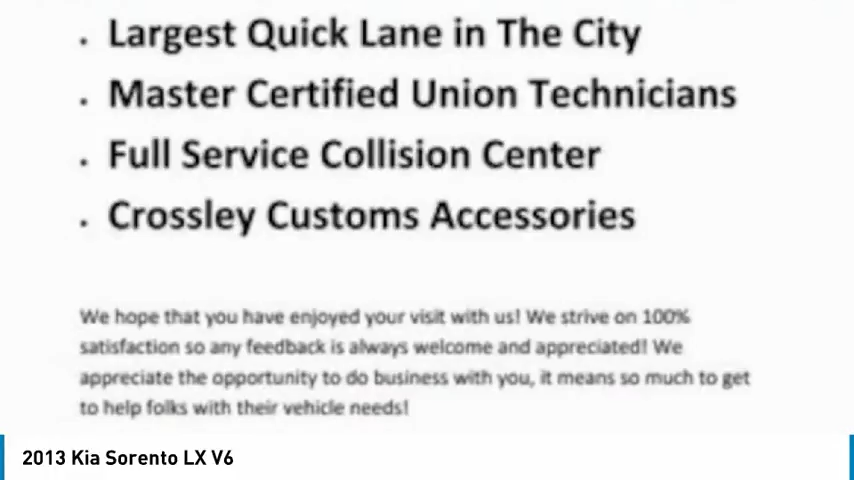 . Largest Quick Lane in The City
. Master Certified Union Technicians
. Full Service Collision Center
. Crossley Customs Accessories
We hope that you have enjoyed your visit with us! We strive on 100%
satisfaction so any feedback is always welcome and appreciated! We
appreciate the opportunity to do business with you, it means so much to get
to help folks with their vehicle needs!
2013 Kia Sorento LX V6